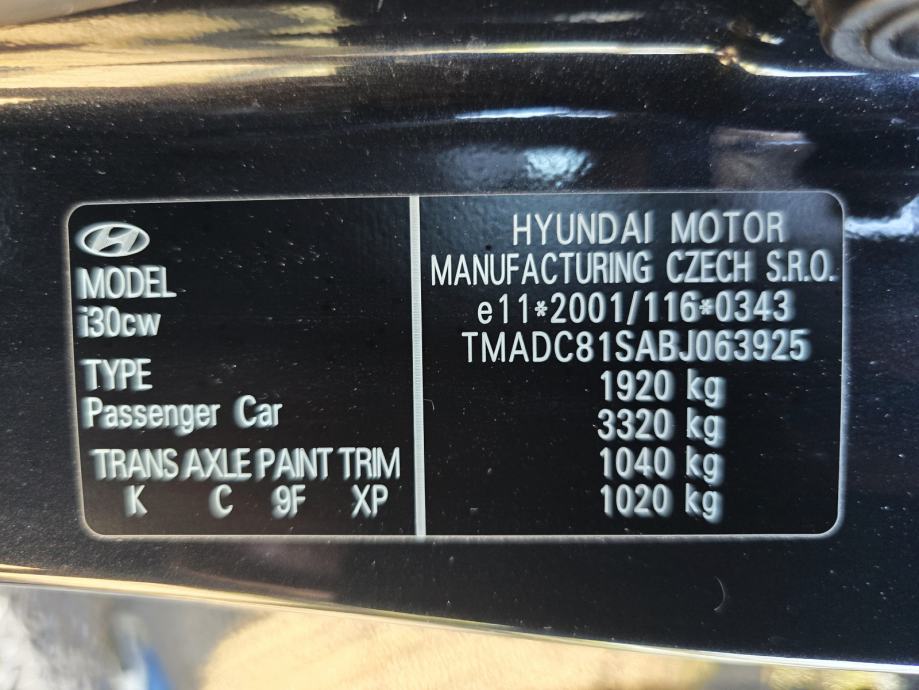 MODEL
i30cw
TYPE
Passenger Car
TRANS AXLE PAINT TRIM
K C 9F XP
HYUNDAI MOTOR
MANUFACTURING CZECH S.R.O.
e11*2001/116*0343
TMADC81SABJ063925
1920 kg
3320 kg
1040 kg
1020 kg